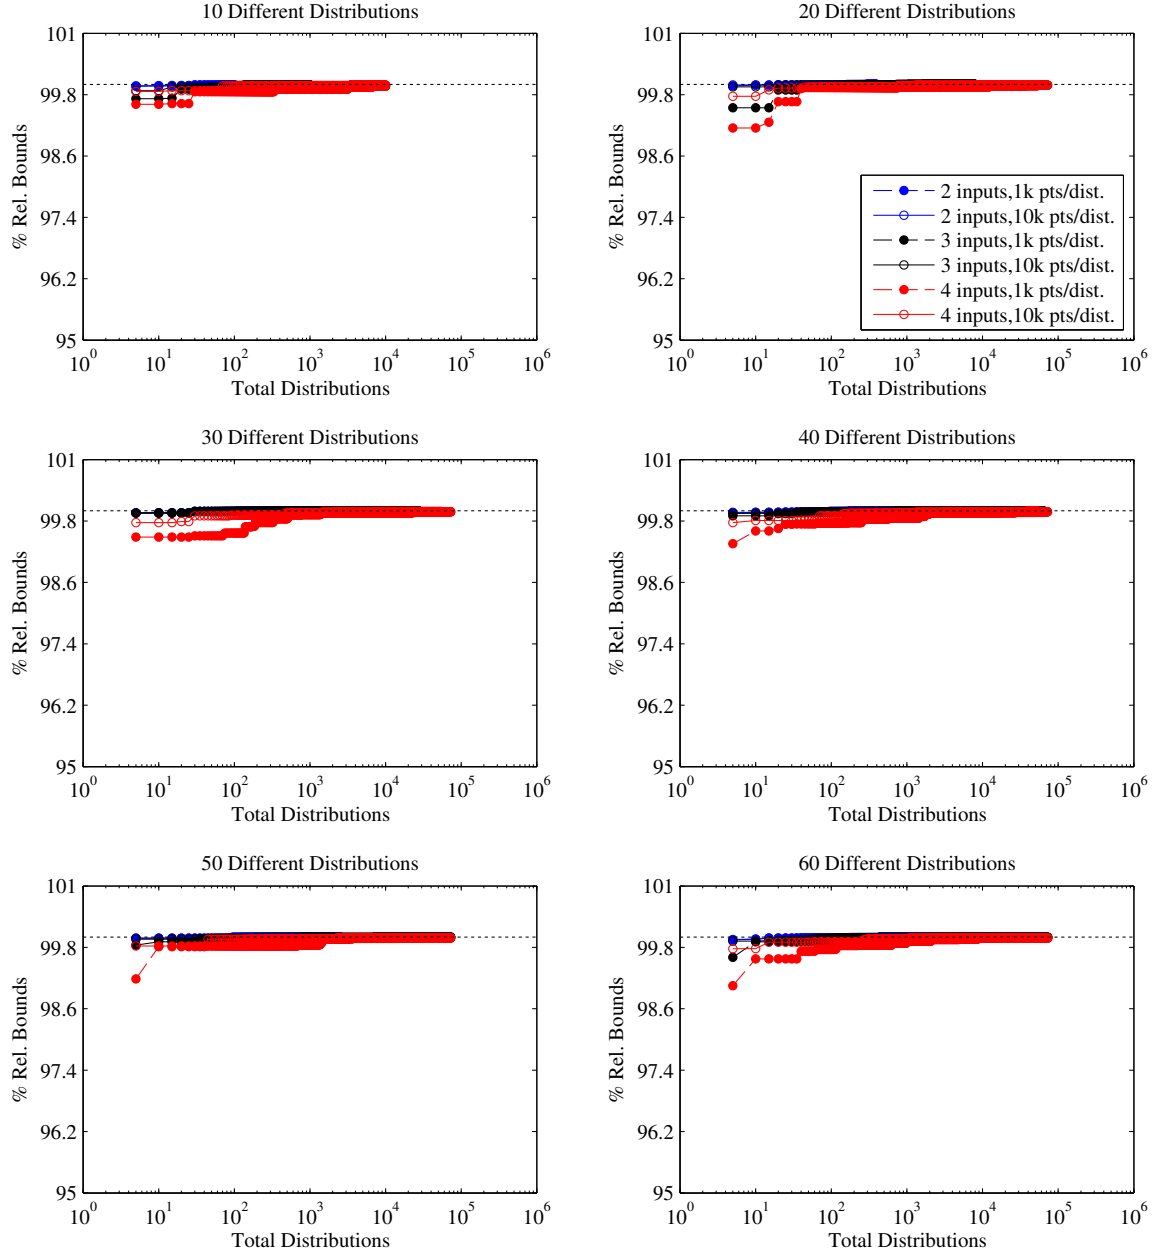 10 Different Distributions
101
99.8
98.6
97.4
96.2
95
% Rel. Bounds
10^0 10^1 10^2 10^3 10^4 10^5 10^6
Total Distributions
20 Different Distributions
101
99.8
98.6
97.4
96.2
95
% Rel. Bounds
2 inputs,1k pts/dist.
2 inputs,10k pts/dist.
3 inputs,1k pts/dist.
3 inputs,10k pts/dist.
4 inputs,1k pts/dist.
4 inputs,10k pts/dist.
10^0 10^1 10^2 10^3 10^4 10^5 10^6
Total Distributions
30 Different Distributions
101
99.8
98.6
97.4
96.2
95
% Rel. Bounds
10^0 10^1 10^2 10^3 10^4 10^5 10^6
Total Distributions
40 Different Distributions
101
99.8
98.6
97.4
96.2
95
% Rel. Bounds
10^0 10^1 10^2 10^3 10^4 10^5 10^6
Total Distributions
50 Different Distributions
101
99.8
98.6
97.4
96.2
95
% Rel. Bounds
10^0 10^1 10^2 10^3 10^4 10^5 10^6
Total Distributions
60 Different Distributions
101
99.8
98.6
97.4
96.2
95
% Rel. Bounds
10^0 10^1 10^2 10^3 10^4 10^5 10^6
Total Distributions